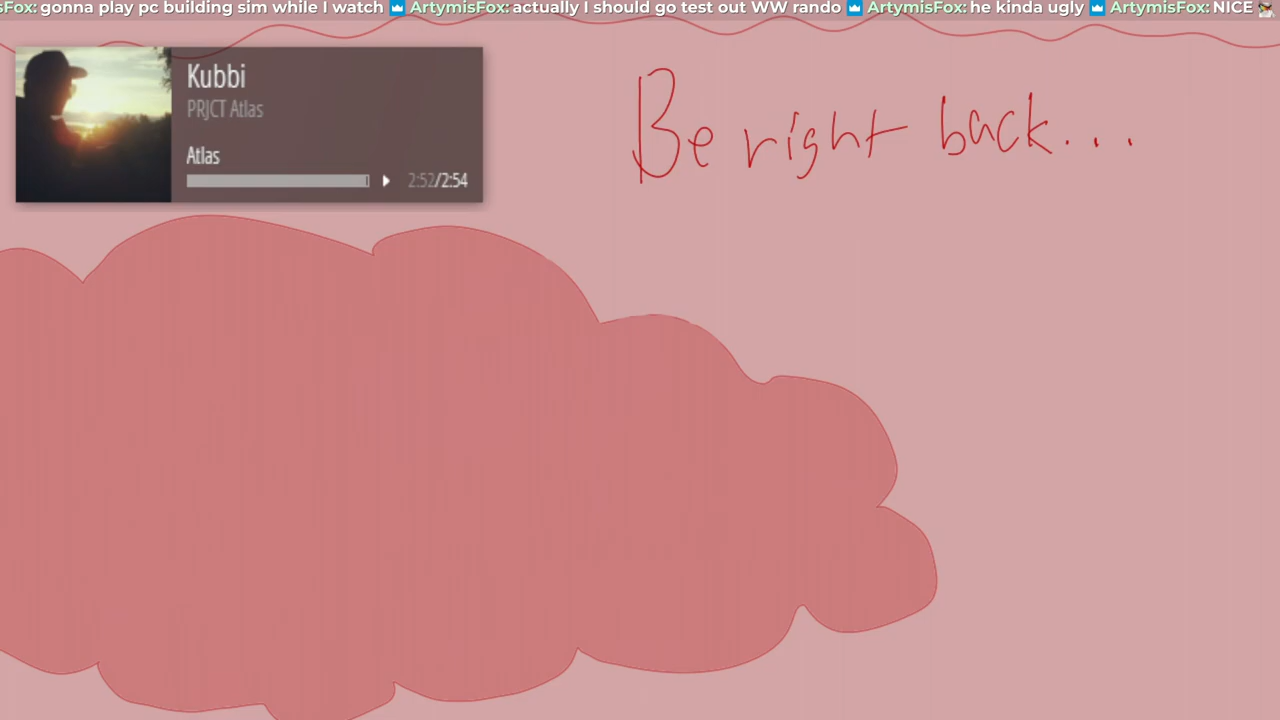 sFox: gonna play pc building sim while I watch ArtymisFox: actually I should go test out WW rando ArtymisFox: he kinda ugly ArtymisFox: NICE
Kubbi
PRJCT Atlas
Atlas
2:52/2:54
Be right back...